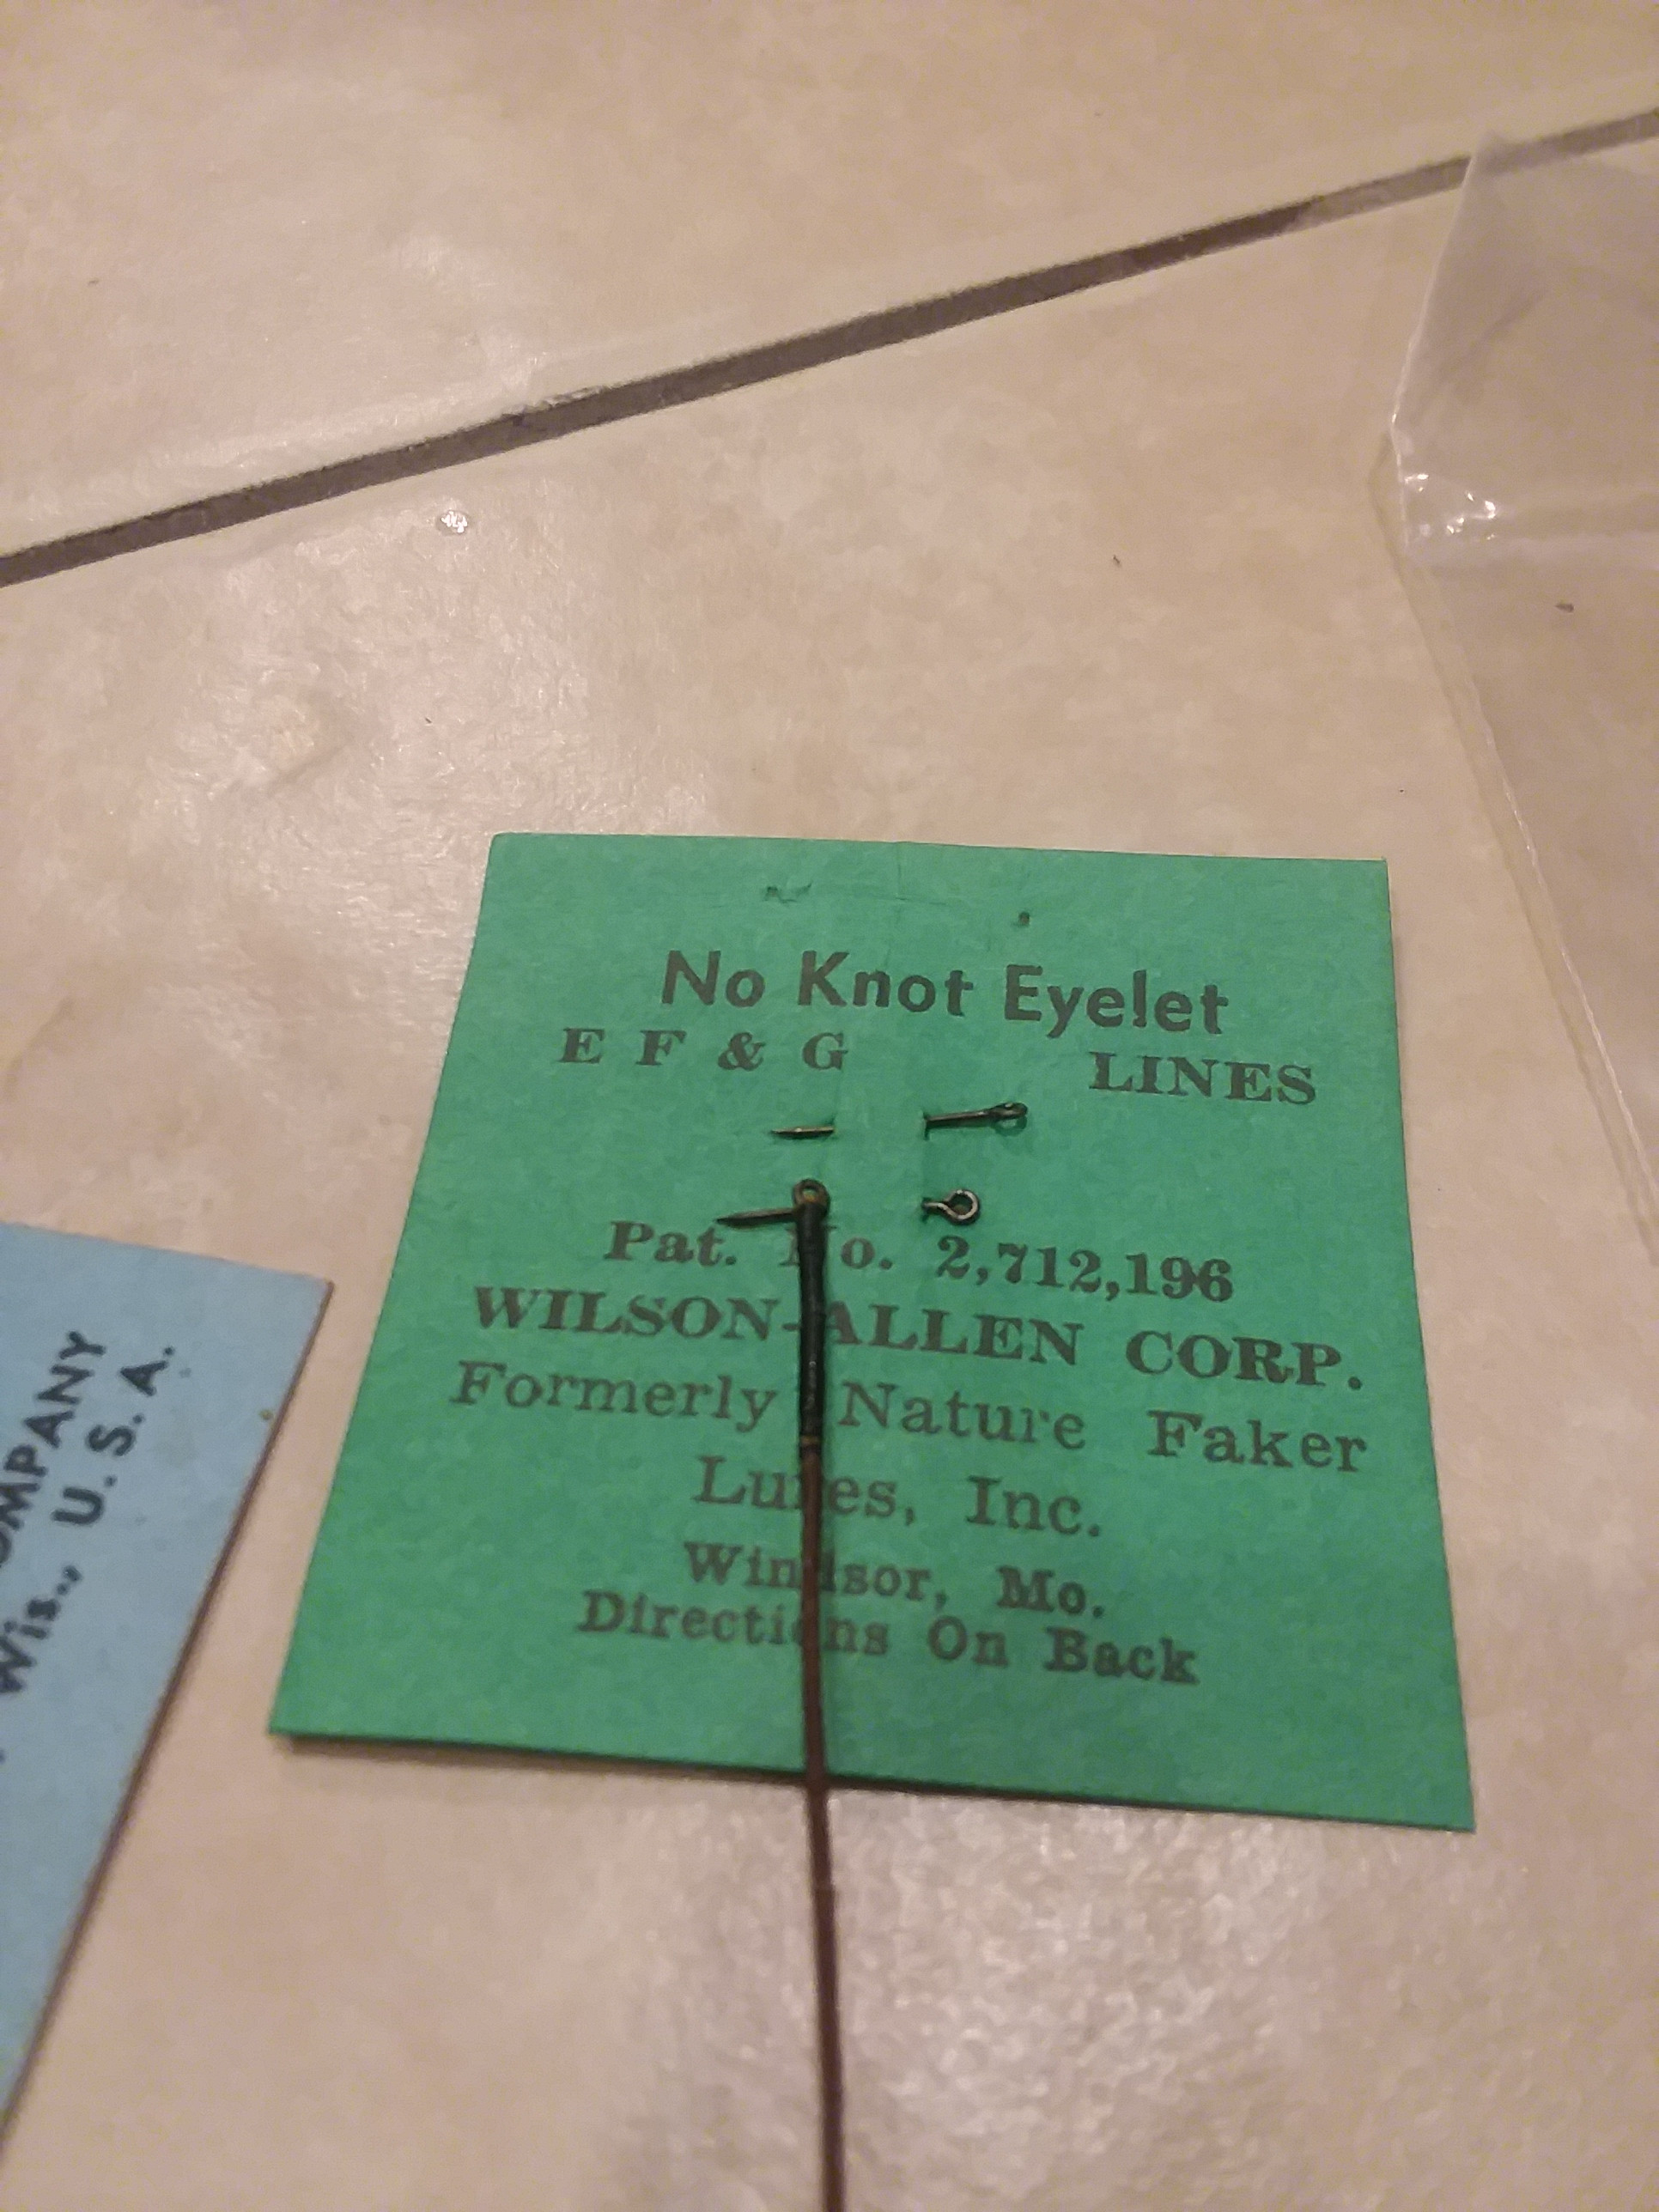 No Knot Eyelet
E F & G LINES
Pat. No. 2,712,196
WILSON-ALLEN CORP.
Formerly Nature Faker
Lures, Inc.
Windsor, Mo.
Directions On Back
Wis., U. S. A.